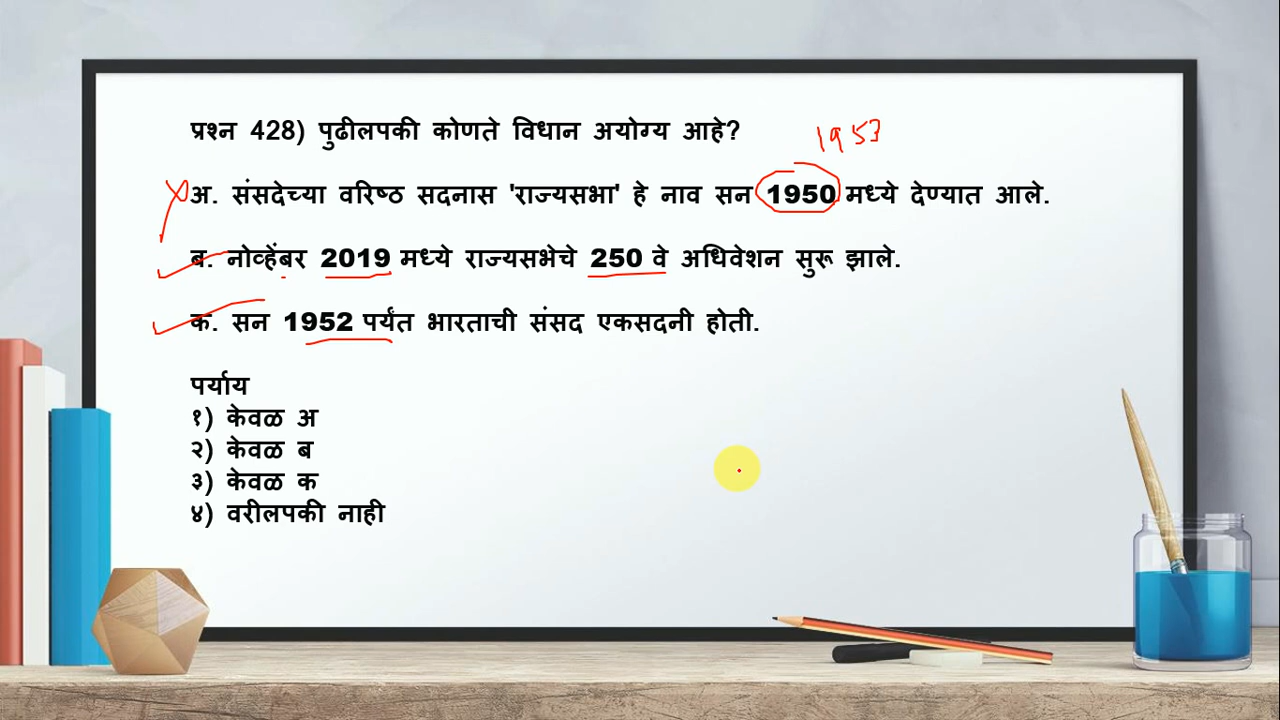 प्रश्न 428) पुढीलपकी कोणते विधान अयोग्य आहे?
1953
अ. संसदेच्या वरिष्ठ सदनास 'राज्यसभा' हे नाव सन 1950 मध्ये देण्यात आले.
ब. नोव्हेंबर 2019 मध्ये राज्यसभेचे 250 वे अधिवेशन सुरू झाले.
क. सन 1952 पर्यंत भारताची संसद एकसदनी होती.
पर्याय
१) केवळ अ
२) केवळ ब
३) केवळ क
४) वरीलपकी नाही